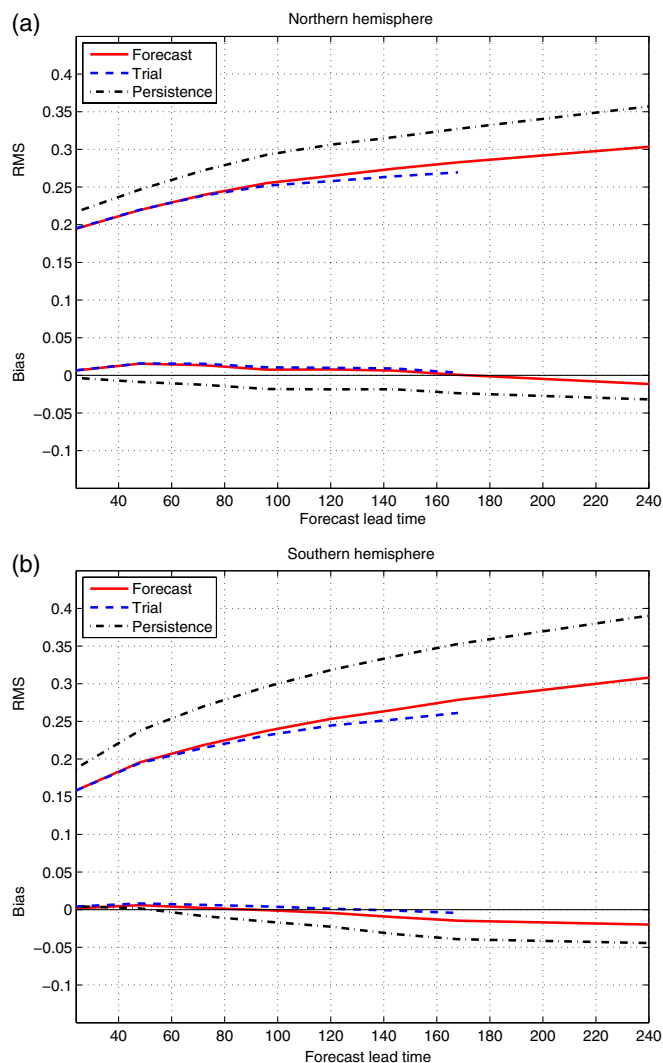 (a)
Northern hemisphere
Forecast
Trial
Persistence
0.4
0.35
0.3
0.25
0.2
0.15
0.1
0.05
0
−0.05
−0.1
RMS
Bias
40 60 80 100 120 140 160 180 200 220 240
Forecast lead time
(b)
Southern hemisphere
Forecast
Trial
Persistence
0.4
0.35
0.3
0.25
0.2
0.15
0.1
0.05
0
−0.05
−0.1
RMS
Bias
40 60 80 100 120 140 160 180 200 220 240
Forecast lead time